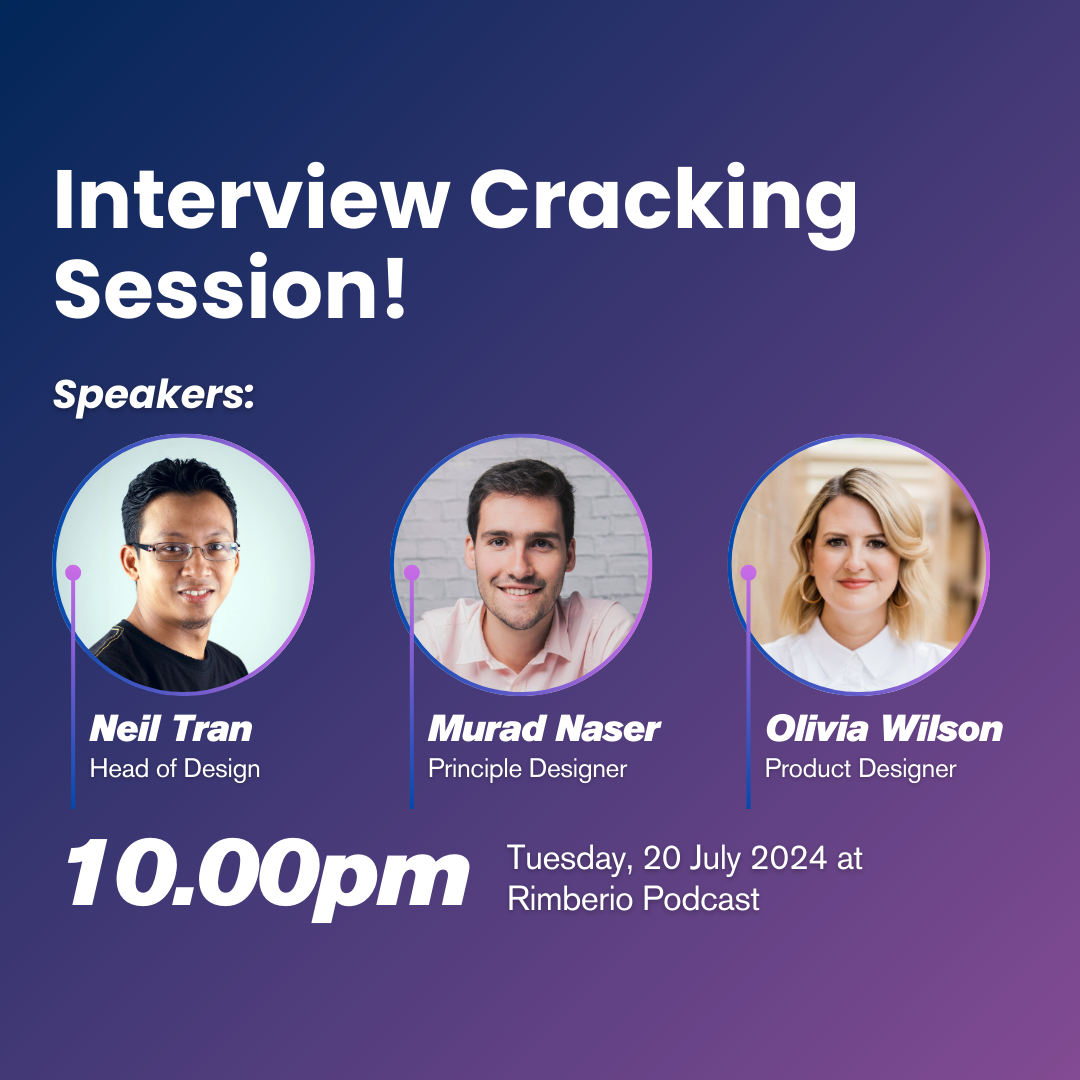 Interview Cracking
Session!
Speakers:
Neil Tran
Head of Design
Murad Naser
Principle Designer
Olivia Wilson
Product Designer
10.00pm
Tuesday, 20 July 2024 at
Rimberio Podcast